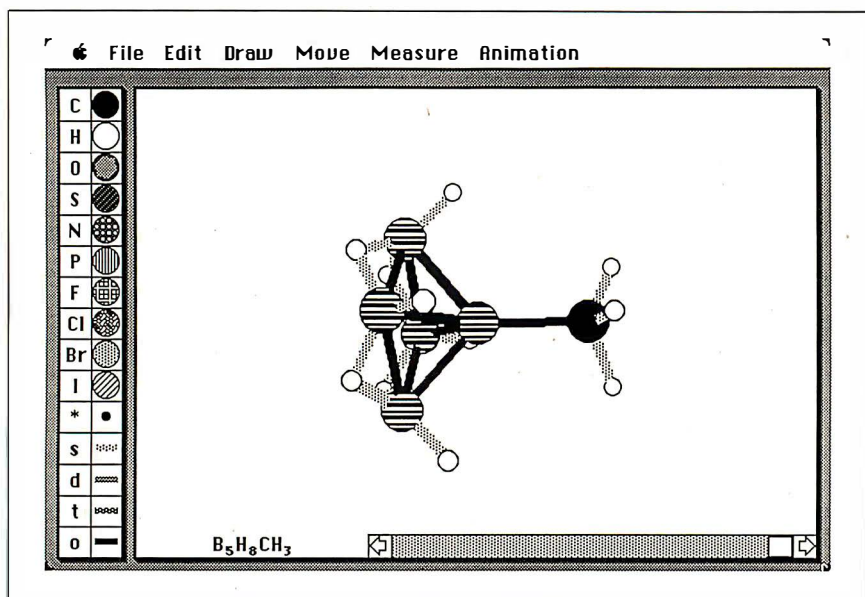 File Edit Draw Move Measure Animation
C
H
O
S
N
P
F
Cl
Br
I
*
s
d
t
o
B₅H₈CH₃